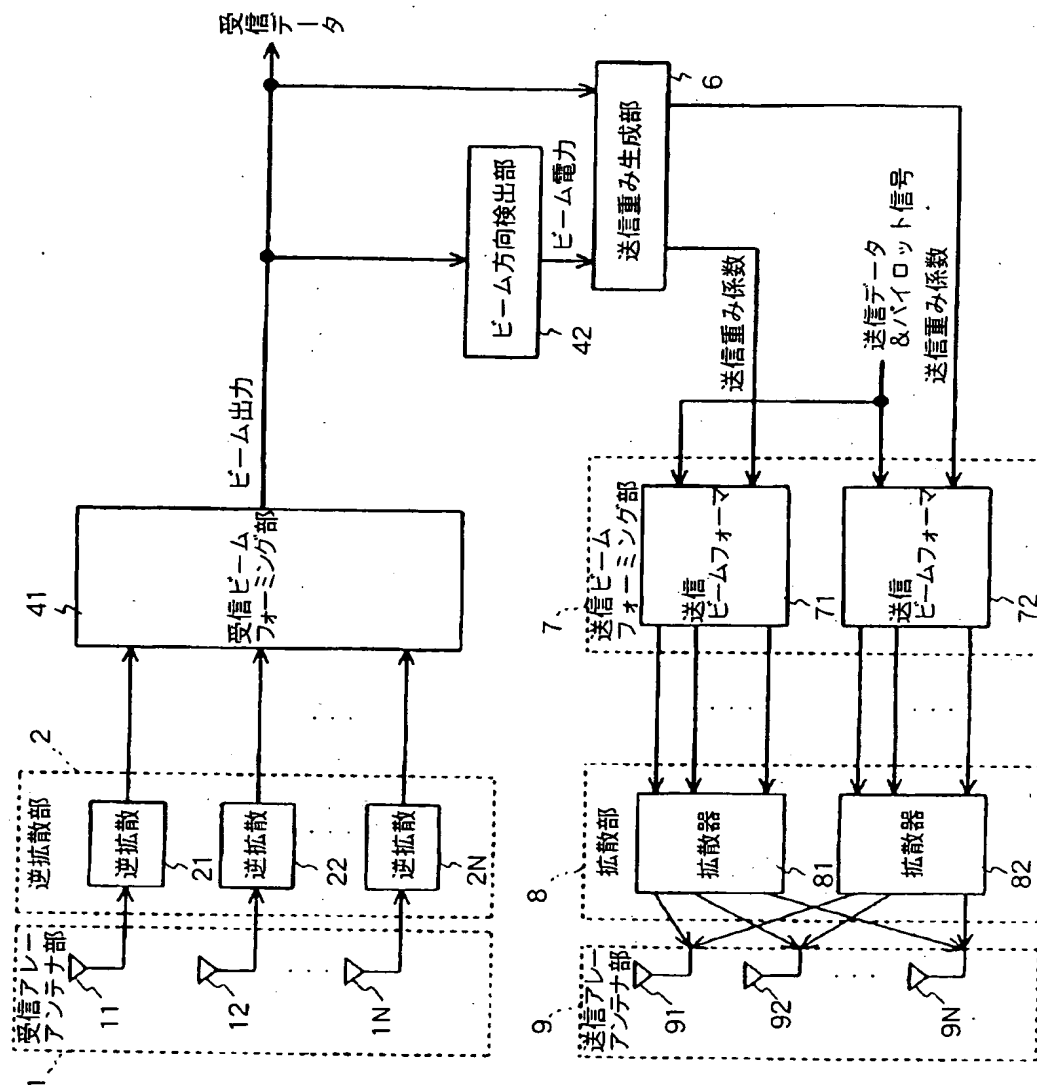 受信アレー
アンテナ部
1
11
12
1N
逆拡散部
2
逆拡散
21
逆拡散
22
逆拡散
2N
41
受信ビーム
フォーミング部
ビーム出力
受信データ
ビーム方向検出部
42
ビーム電力
送信重み生成部
6
送信重み係数
送信データ
&パイロット信号
送信重み係数
7
送信ビーム
フォーミング部
送信
ビームフォーマ
71
送信
ビームフォーマ
72
8
拡散部
拡散器
81
拡散器
82
9
送信アレー
アンテナ部
91
92
9N